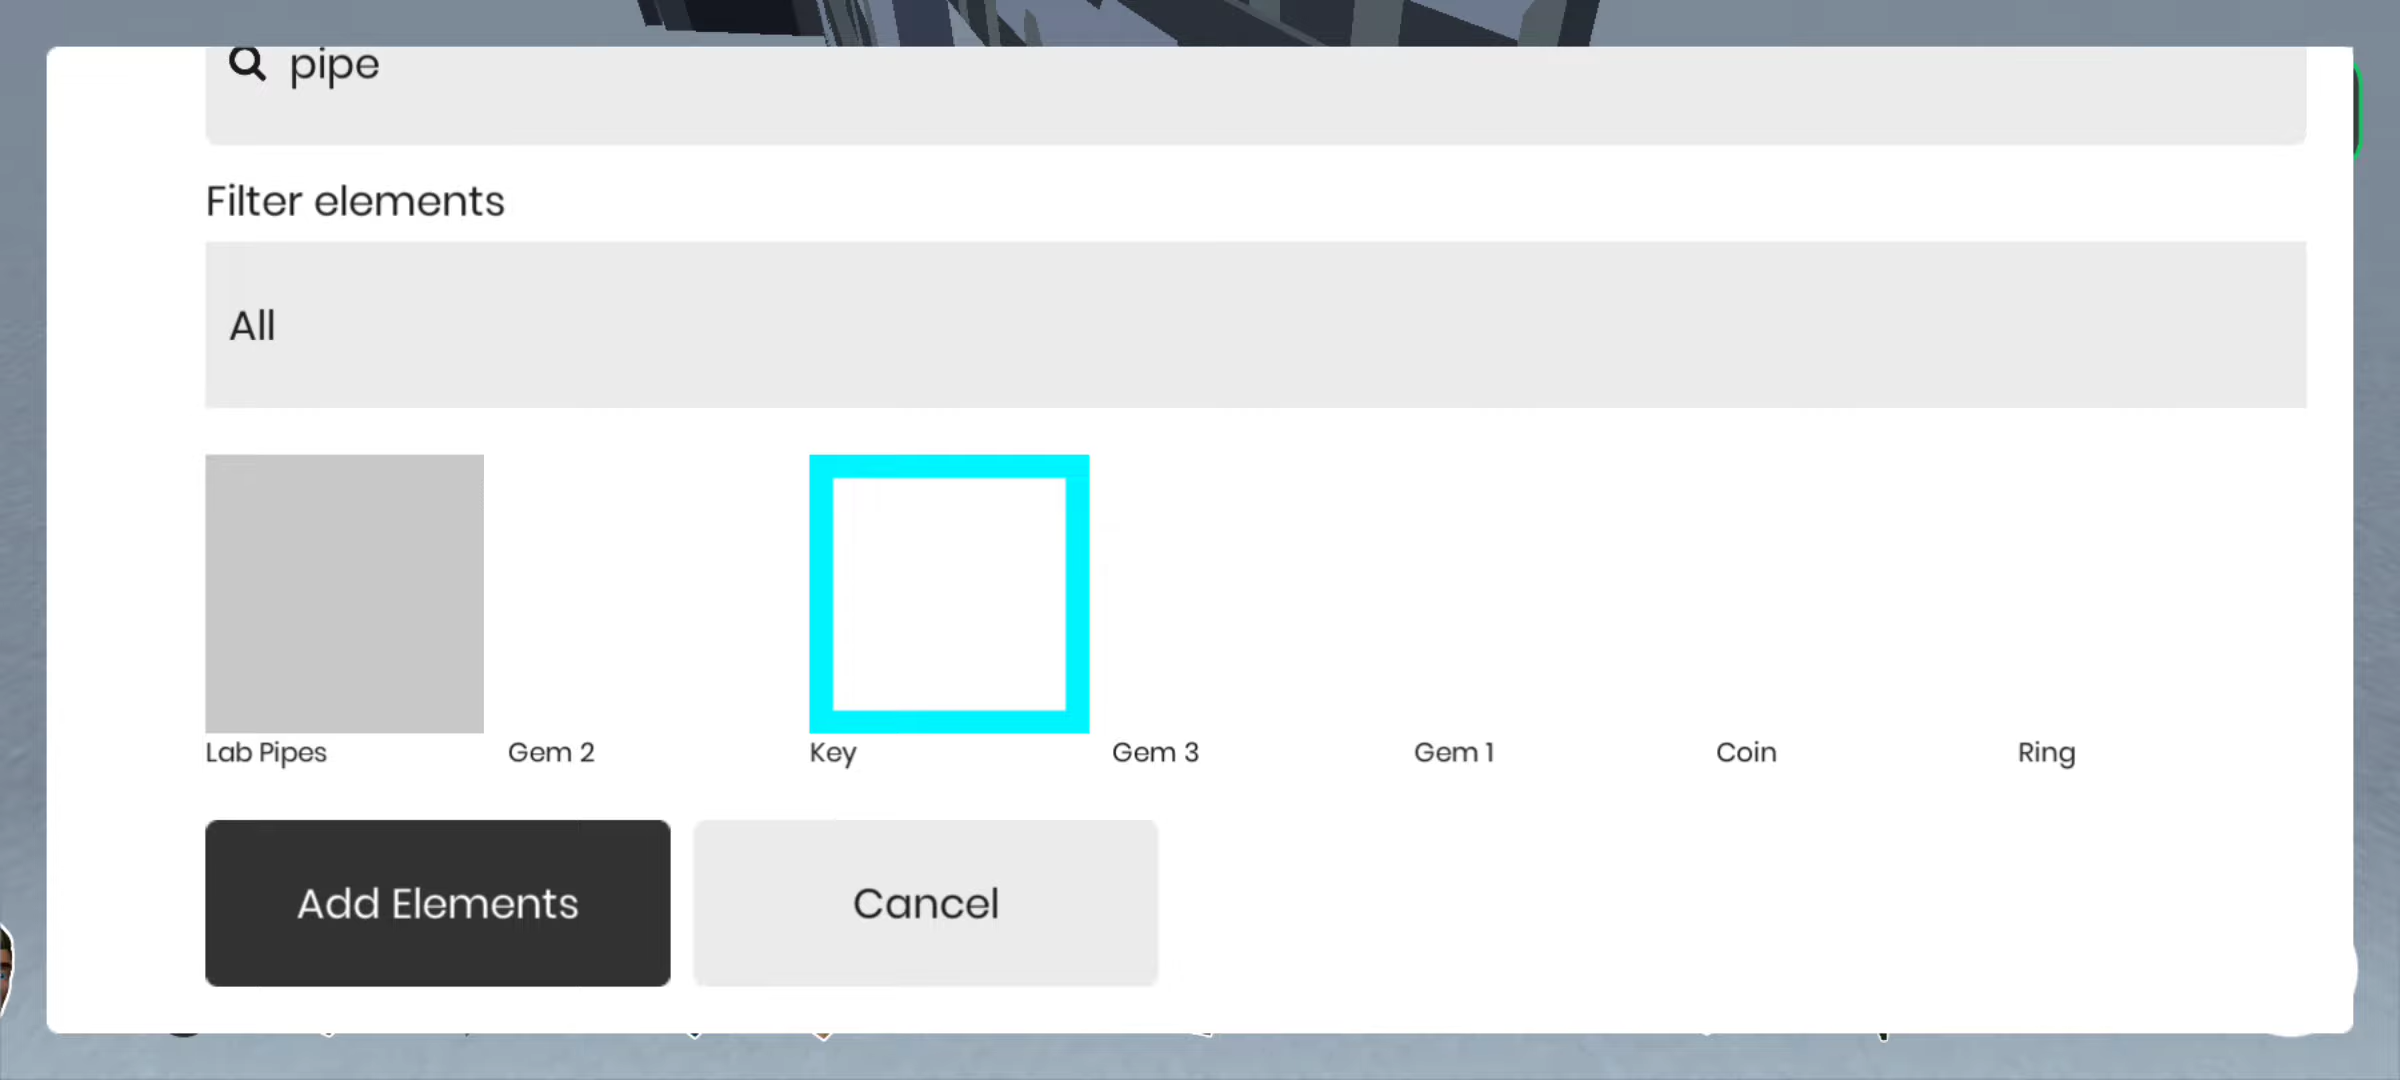 pipe
Filter elements
All
Lab Pipes
Gem 2
Key
Gem 3
Gem 1
Coin
Ring
Add Elements
Cancel